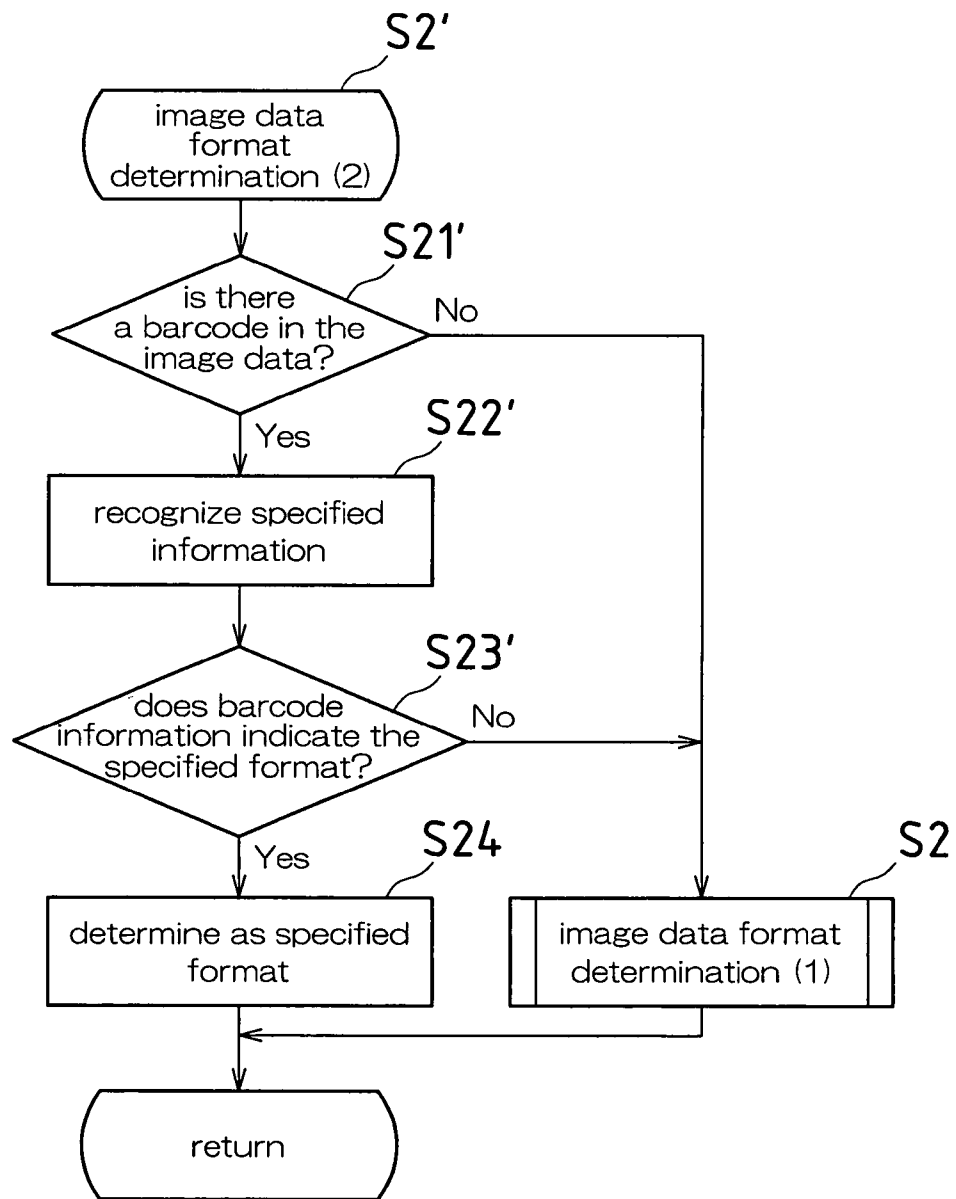 S2'
image data
format
determination (2)
S21'
is there
a barcode in the
image data?
No
Yes
S22'
recognize specified
information
S23'
does barcode
information indicate the
specified format?
No
Yes
S24
determine as specified
format
S2
image data format
determination (1)
return